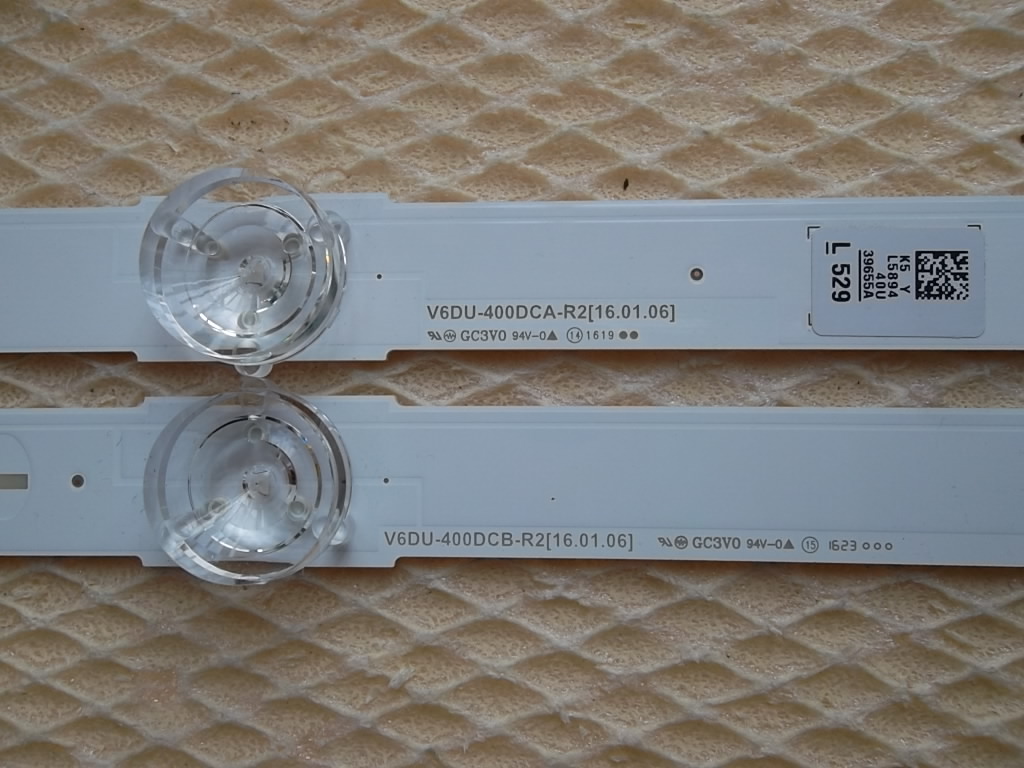 V6DU-400DCA-R2[16.01.06]
GC3V0 94V-0 14 1619
K5 Y
L5894
40U
39655A
L 529
V6DU-400DCB-R2[16.01.06] GC3V0 94V-0 15 1623